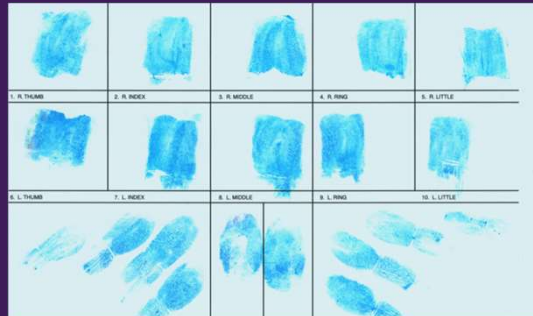 1. R. THUMB 2. R. INDEX 3. R. MIDDLE 4. R. RING 5. R. LITTLE
6. L. THUMB 7. L. INDEX 8. L. MIDDLE 9. L. RING 10. L. LITTLE